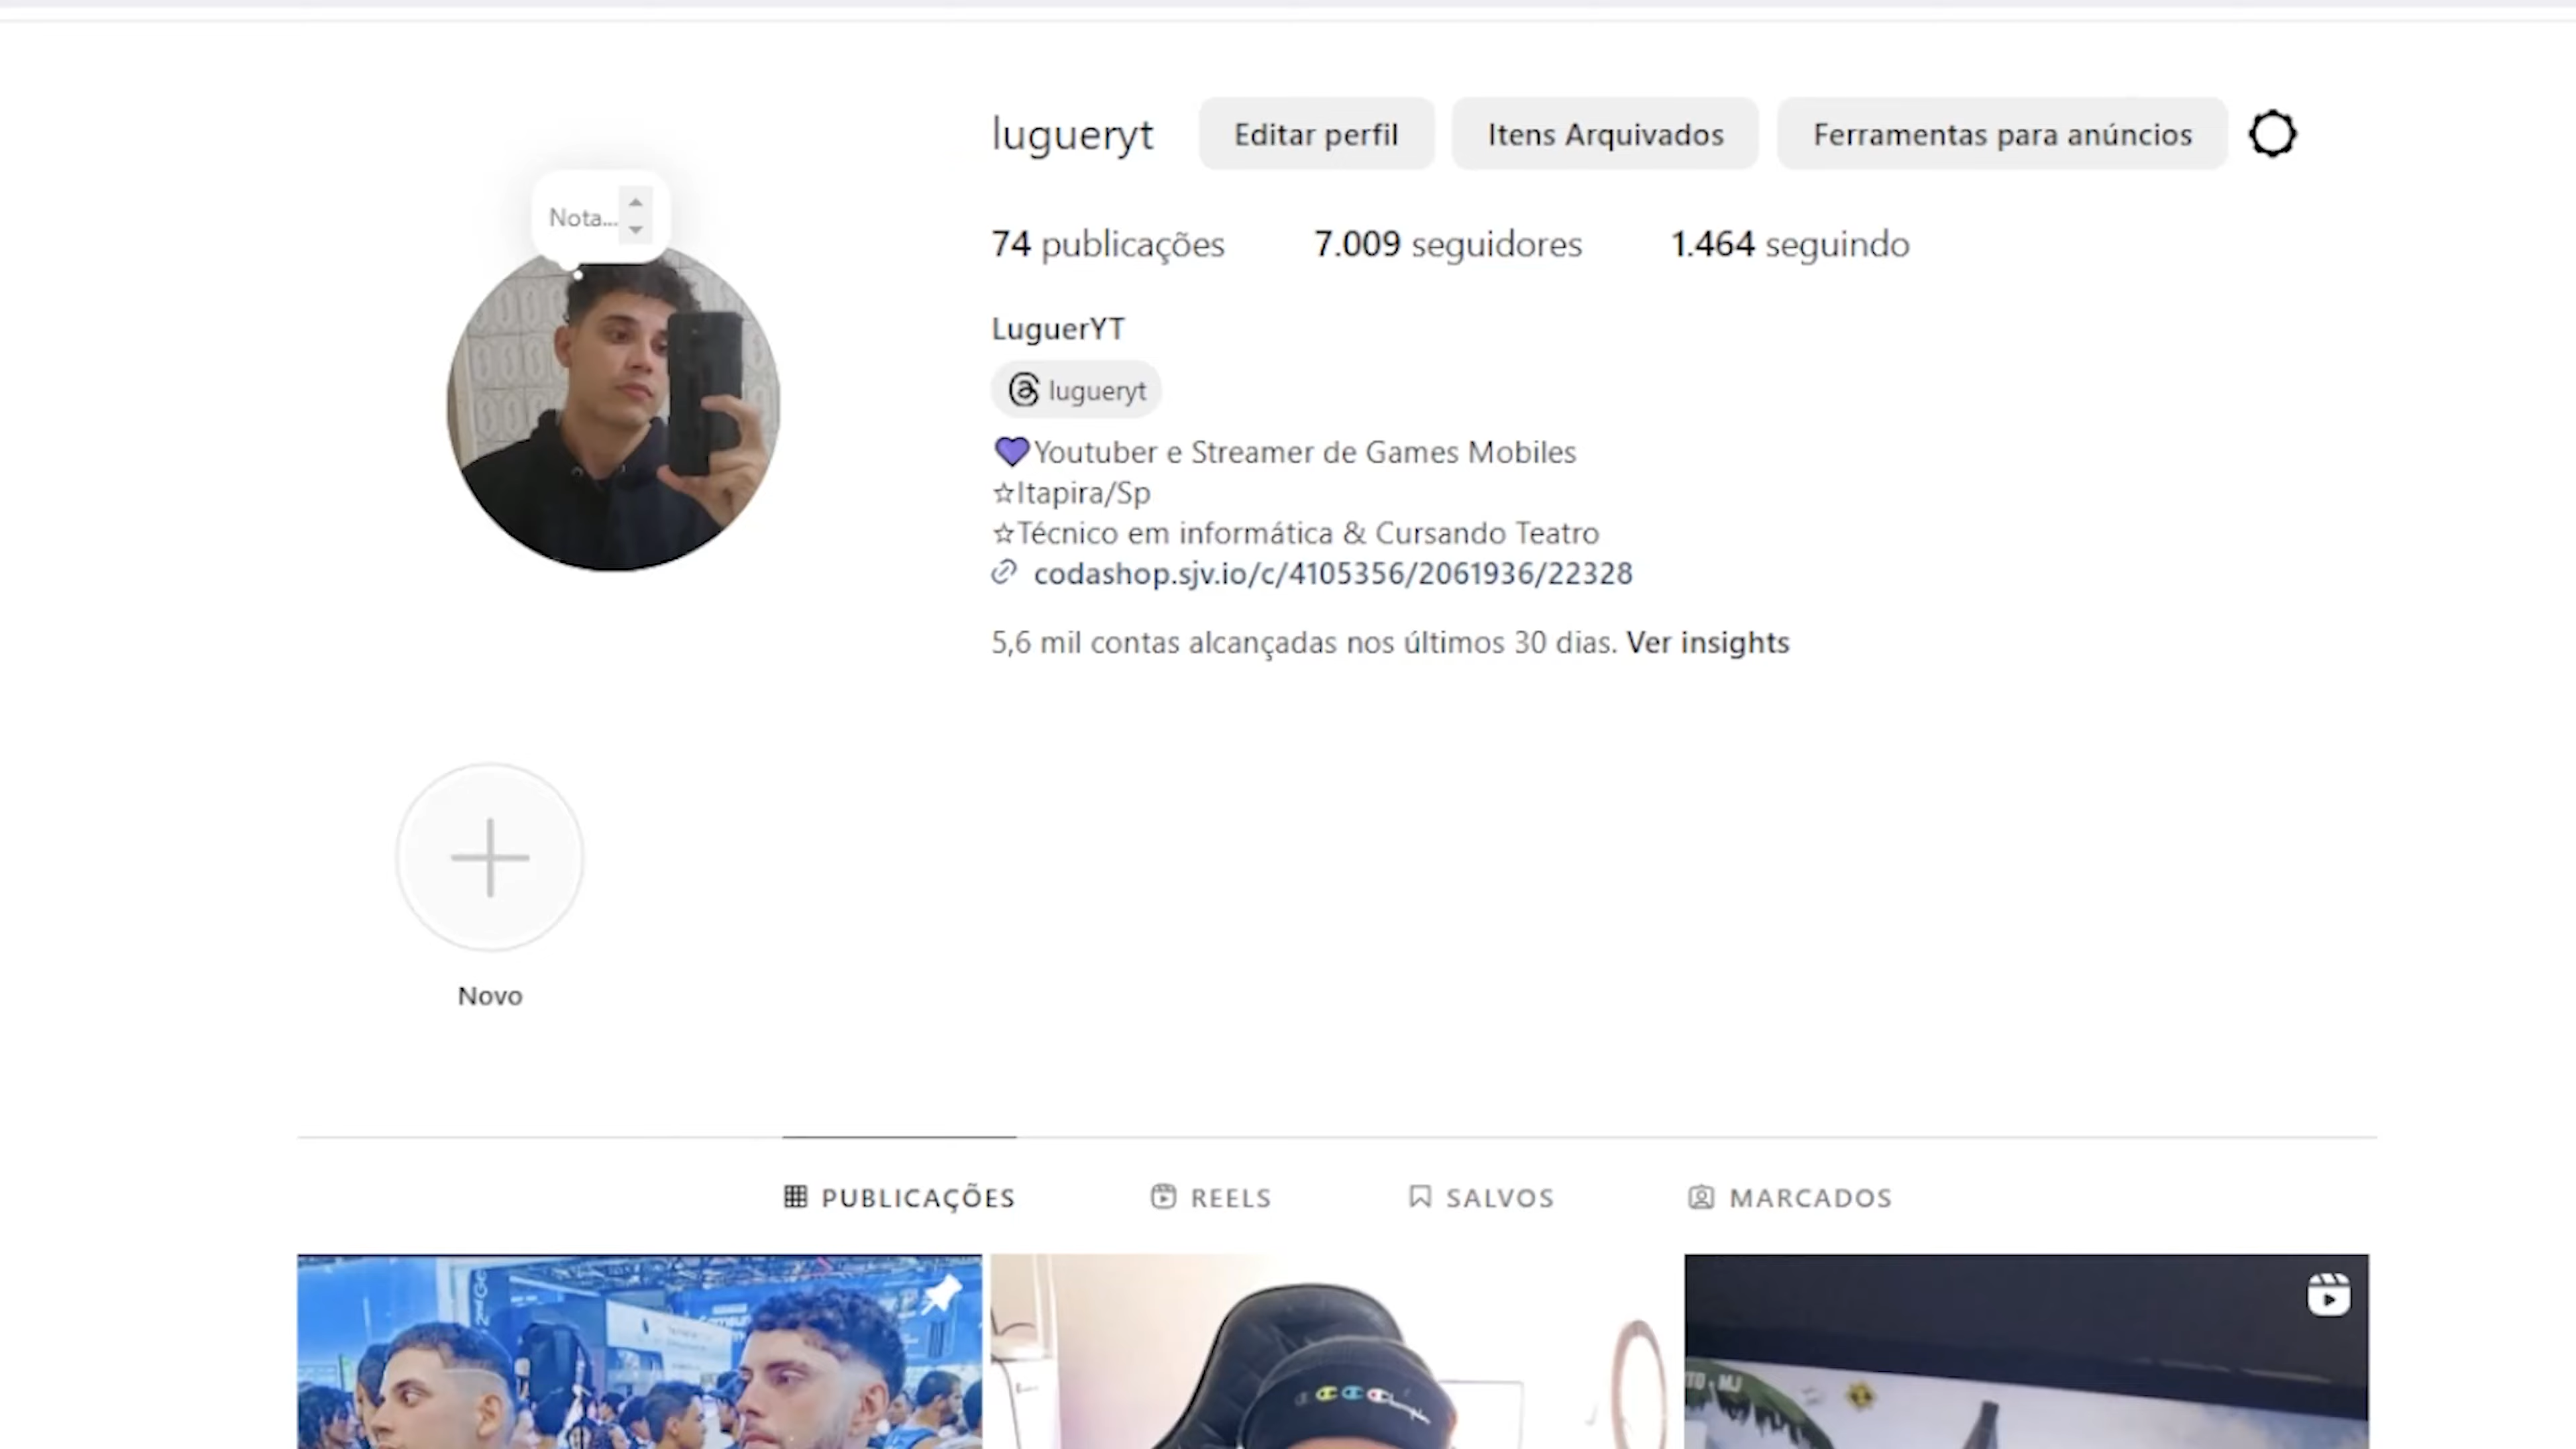 lugueryt Editar perfil Itens Arquivados Ferramentas para anúncios
Nota...
74 publicações 7.009 seguidores 1.464 seguindo
LuguerYT
lugueryt
💜Youtuber e Streamer de Games Mobiles
☆Itapira/Sp
☆Técnico em informática & Cursando Teatro
codashop.sjv.io/c/4105356/2061936/22328
5,6 mil contas alcançadas nos últimos 30 dias. Ver insights
Novo
PUBLICAÇÕES REELS SALVOS MARCADOS